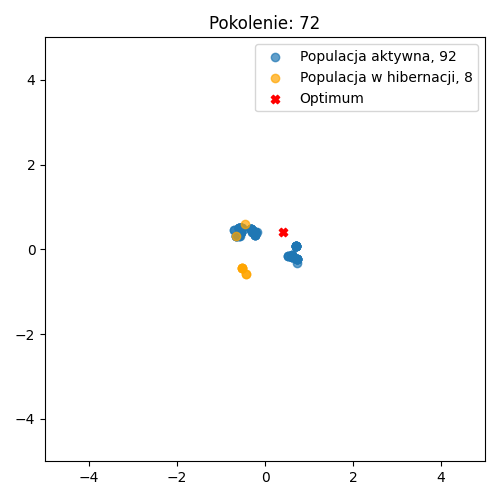 Pokolenie: 72
Populacja aktywna, 92
Populacja w hibernacji, 8
Optimum
4
2
0
−2
−4
−4
−2
0
2
4